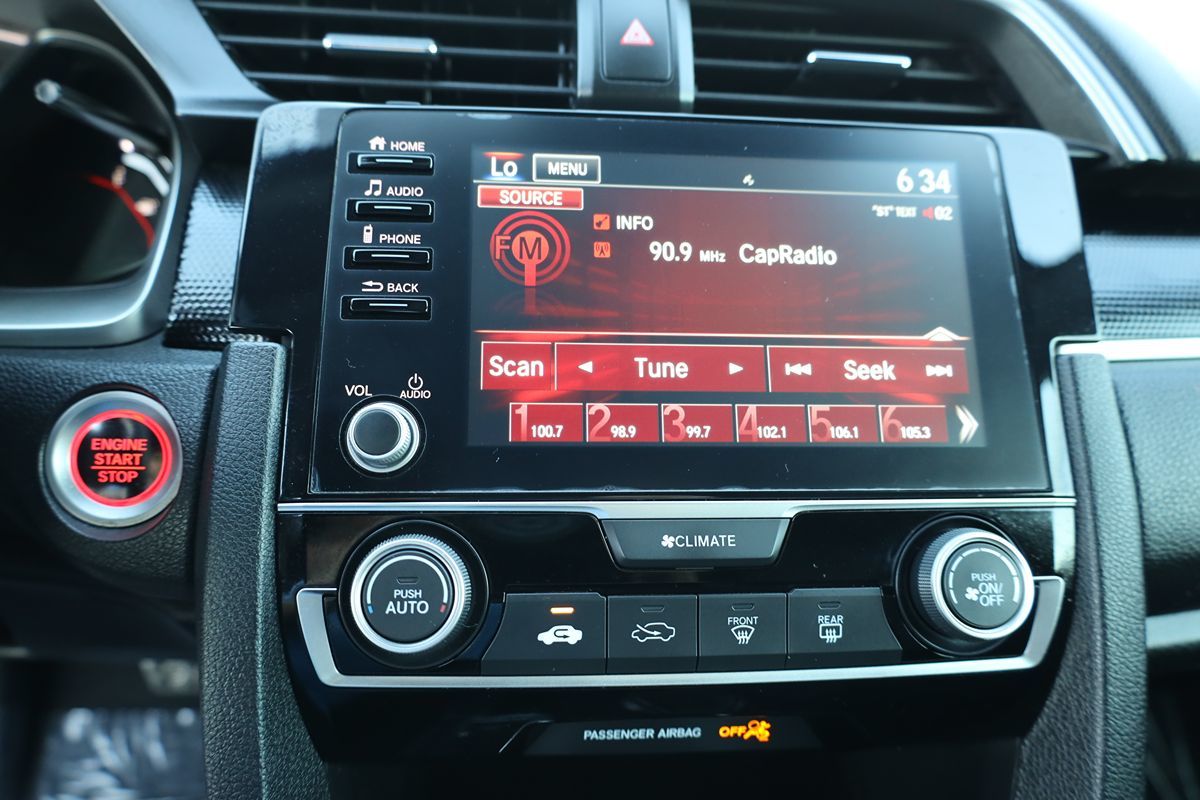 HOME
AUDIO
PHONE
BACK
VOL
AUDIO
Lo MENU 6 34
SOURCE
"ST" TEXT 02
FM
INFO
90.9 MHz CapRadio
Scan Tune Seek
1 100.7 2 98.9 3 99.7 4 102.1 5 106.1 6 105.3
ENGINE
START
STOP
CLIMATE
PUSH
AUTO
FRONT
REAR
PUSH
ON/
OFF
PASSENGER AIRBAG OFF